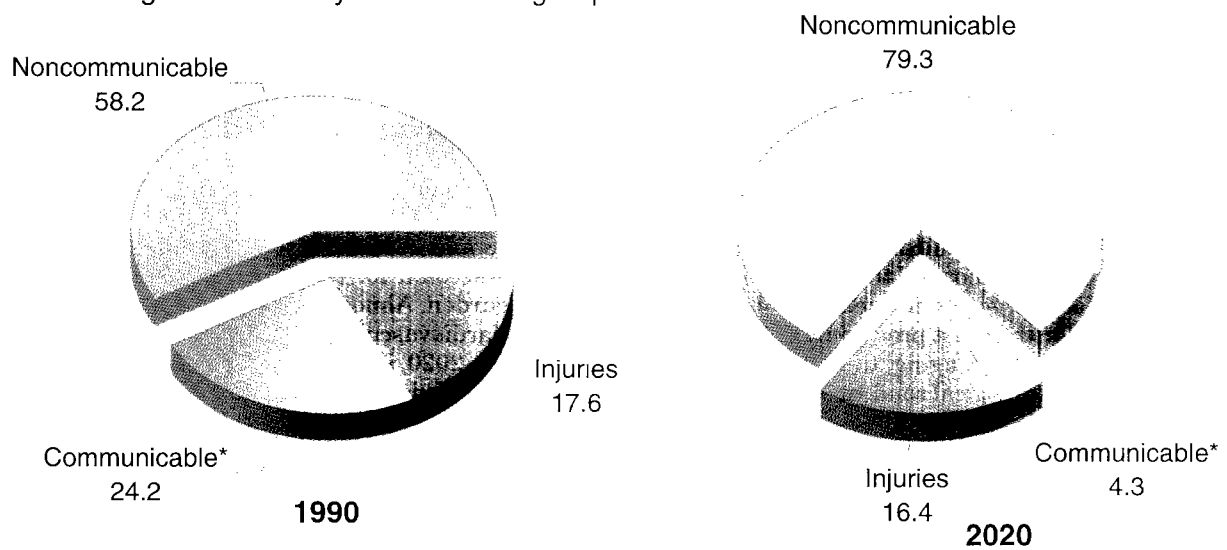 Noncommunicable
58.2
Injuries
17.6
Communicable*
24.2
1990
Noncommunicable
79.3
Communicable*
4.3
Injuries
16.4
2020